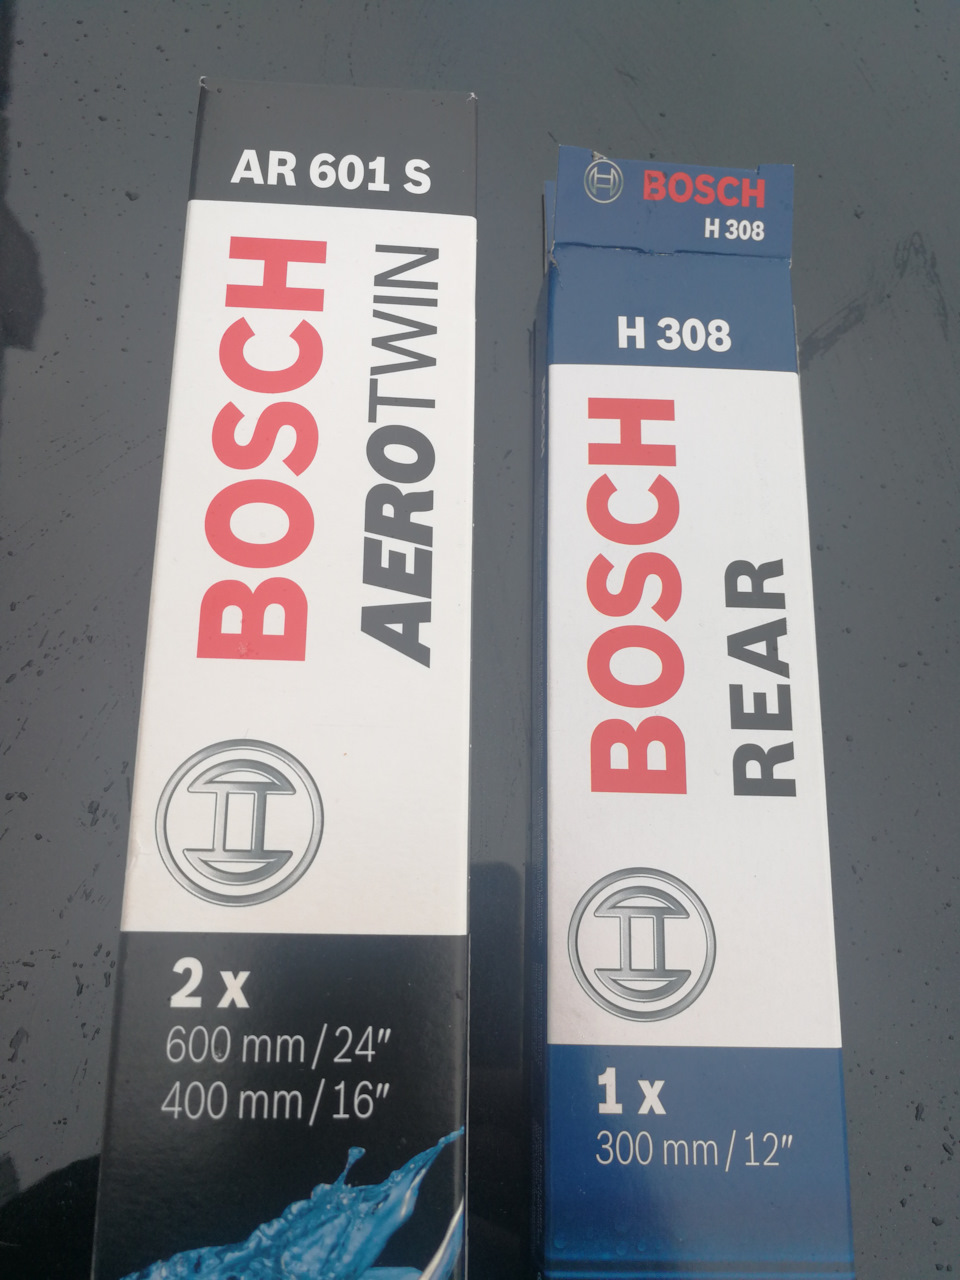 AR 601 S
BOSCH
AEROTWIN
2 x
600 mm / 24"
400 mm / 16"
BOSCH
H 308
H 308
BOSCH
REAR
1 x
300 mm / 12"